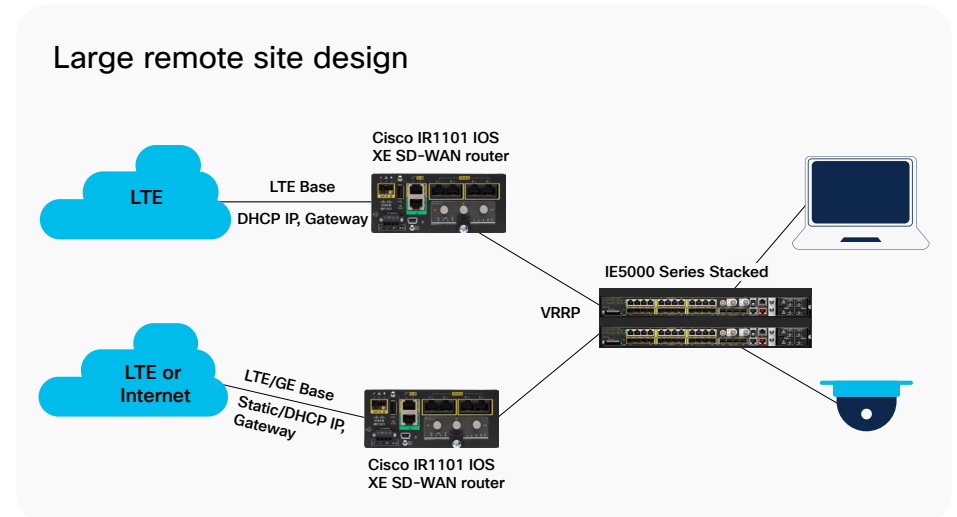 Large remote site design
Cisco IR1101 IOS
XE SD-WAN router
LTE
LTE Base
DHCP IP, Gateway
IE5000 Series Stacked
VRRP
LTE or
Internet
LTE/GE Base
Static/DHCP IP,
Gateway
Cisco IR1101 IOS
XE SD-WAN router